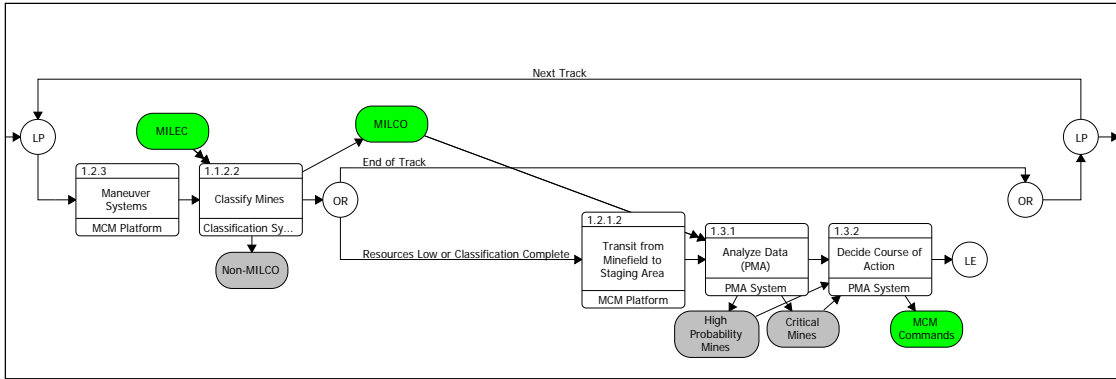 Next Track
LP
MILEC
MILCO
LP
End of Track
1.2.3
Maneuver
Systems
MCM Platform
1.1.2.2
Classify Mines
Classification Sy...
OR
OR
Non-MILCO
Resources Low or Classification Complete
1.2.1.2
Transit from
Minefield to
Staging Area
MCM Platform
1.3.1
Analyze Data
(PMA)
PMA System
1.3.2
Decide Course of
Action
PMA System
LE
High
Probability
Mines
Critical
Mines
MCM
Commands